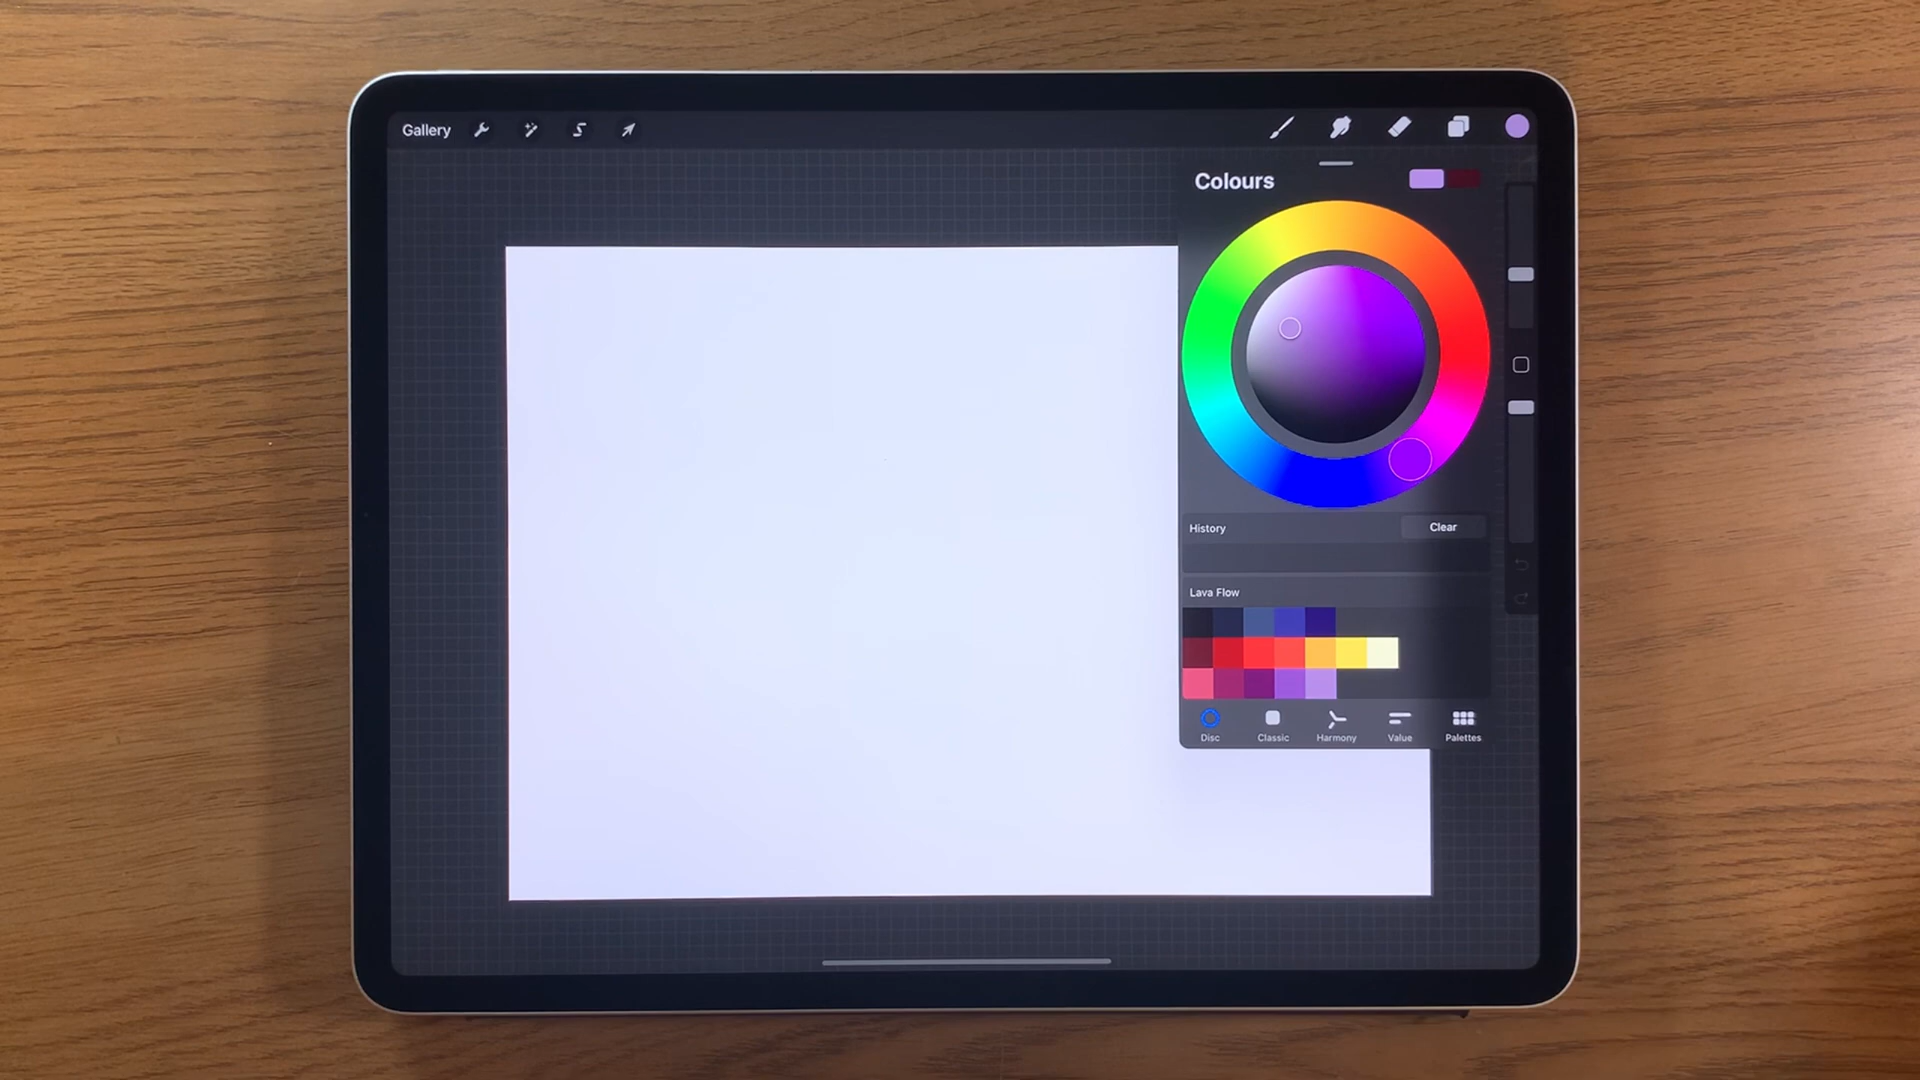 Gallery
Colours
History
Clear
Lava Flow
Disc
Classic
Harmony
Value
Palettes